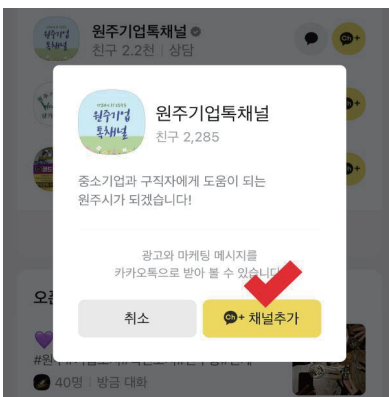 원주기업톡채널
친구 2.2천 | 상담
Ch+
원주기업
톡채널
원주기업톡채널
친구 2,285
중소기업과 구직자에게 도움이 되는
원주시가 되겠습니다!
광고와 마케팅 메시지를
카카오톡으로 받아 볼 수 있습니다
취소
Ch+ 채널추가
40명 | 방금 대화